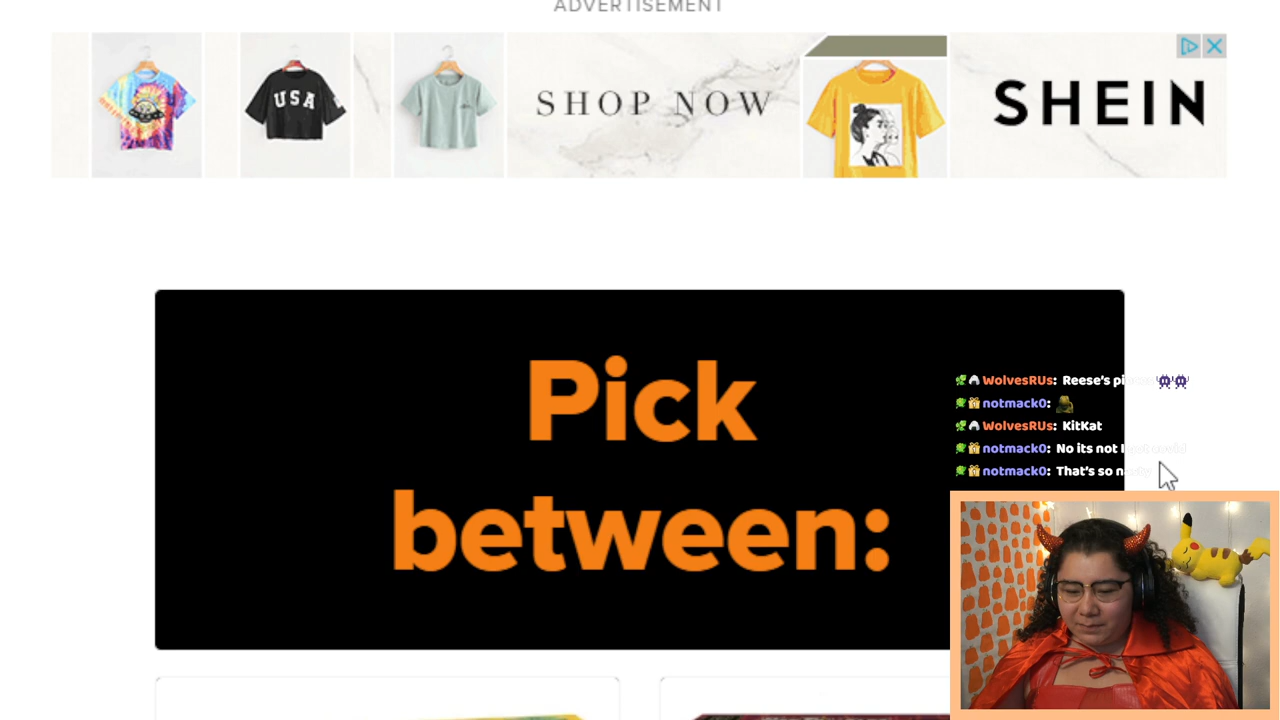 ADVERTISEMENT
USA
SHOP NOW
SHEIN
Pick
between:
WolvesRUs: Reese's
notmack0:
WolvesRUs: KitKat
notmack0: No its not
notmack0: That's so